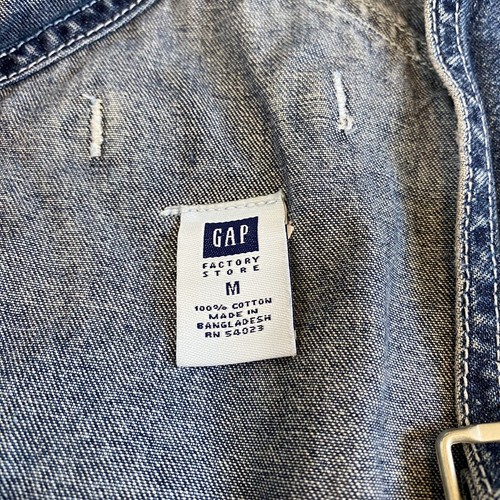 GAP
FACTORY
STORE
M
100% COTTON
MADE IN
BANGLADESH
RN 54023